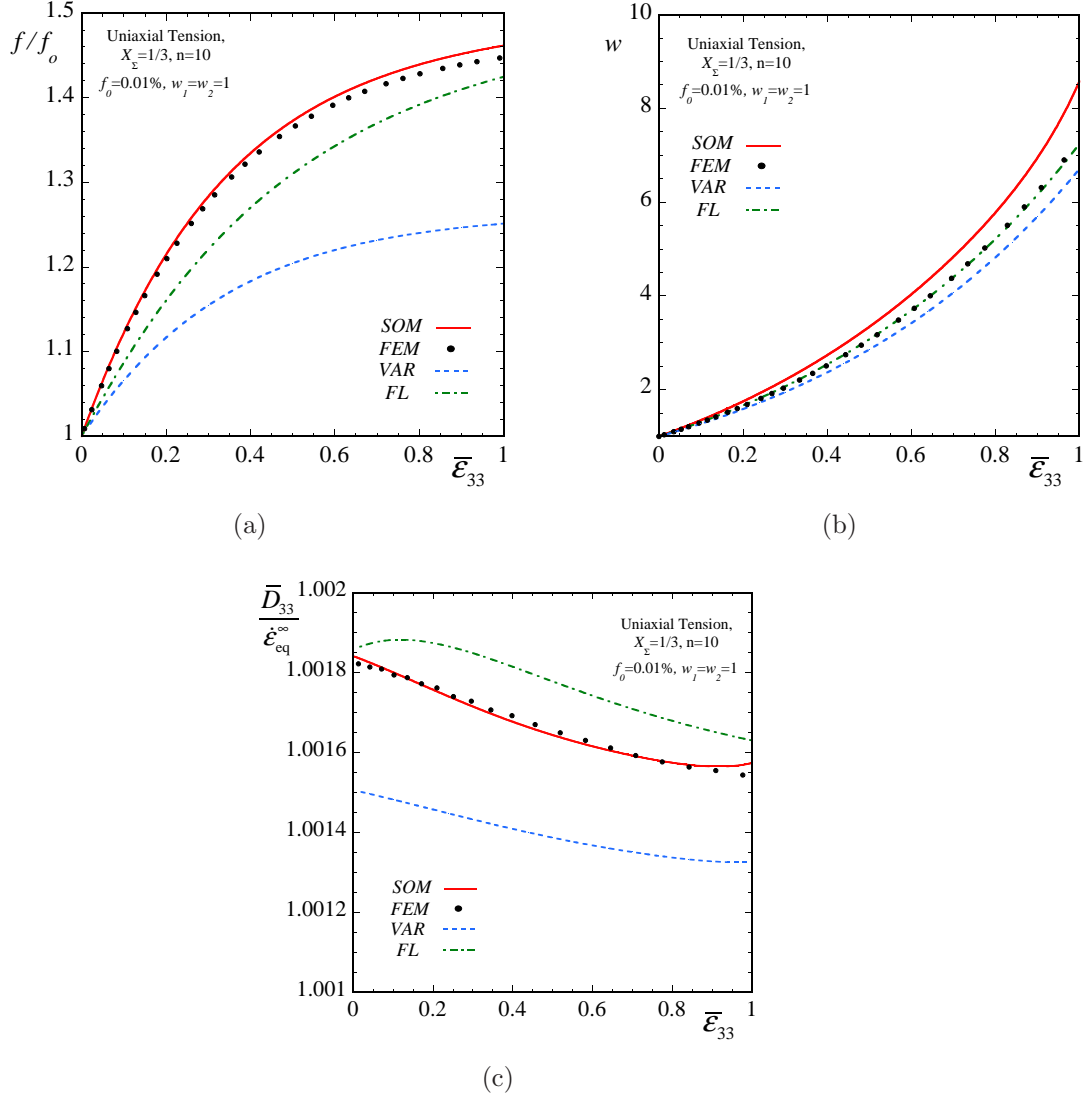 f/f_o
1.5
1.4
1.3
1.2
1.1
1
Uniaxial Tension,
X_Σ=1/3, n=10
f_0=0.01%, w_1=w_2=1
SOM
FEM
VAR
FL
0 0.2 0.4 0.6 0.8 1
ε̅_33
(a)
w
10
8
6
4
2
Uniaxial Tension,
X_Σ=1/3, n=10
f_0=0.01%, w_1=w_2=1
SOM
FEM
VAR
FL
0 0.2 0.4 0.6 0.8 1
ε̅_33
(b)
D̅_33
ε̇_eq^∞
1.002
1.0018
1.0016
1.0014
1.0012
1.001
Uniaxial Tension,
X_Σ=1/3, n=10
f_0=0.01%, w_1=w_2=1
SOM
FEM
VAR
FL
0 0.2 0.4 0.6 0.8 1
ε̅_33
(c)